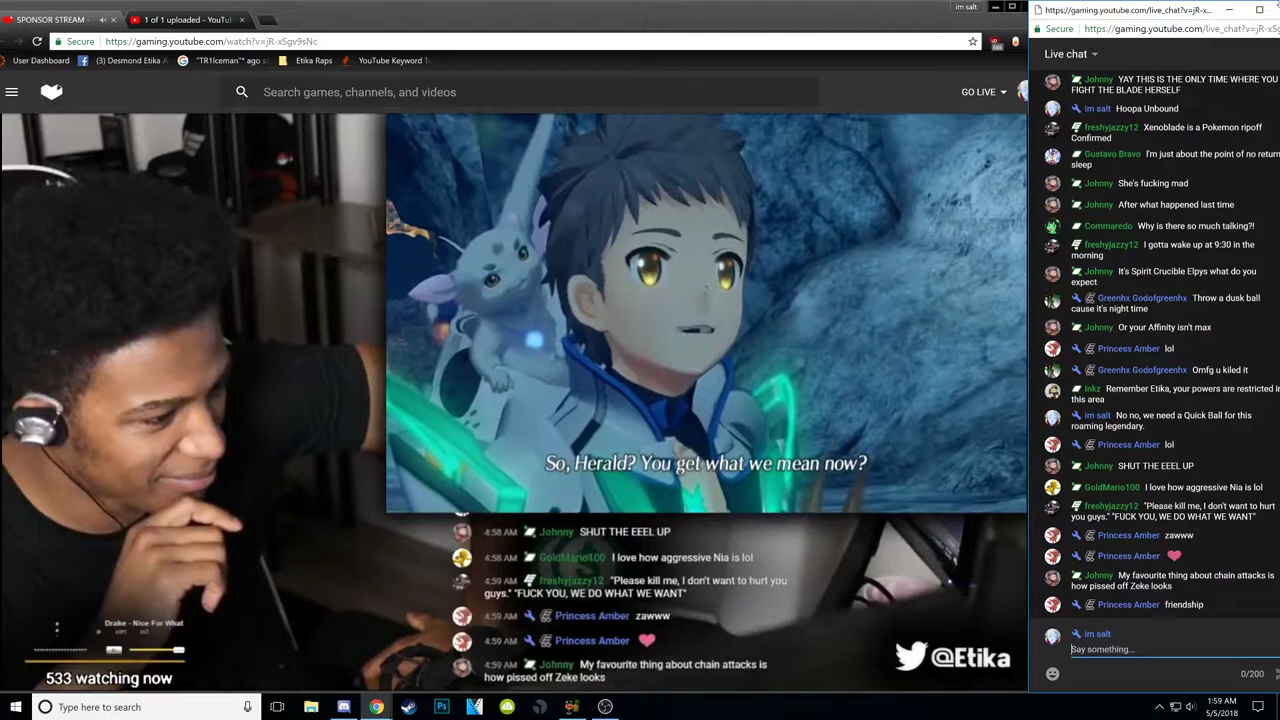 SPONSOR STREAM -
1 of 1 uploaded - YouTu
im salt
https://gaming.youtube.com/live_chat?v=jR-x...
Secure
https://gaming.youtube.com/watch?v=jR-xSgv9sNc
Secure
https://gaming.youtube.com/live_chat?v=jR-xSg
User Dashboard
(3) Desmond Etika A
"TR1Iceman"* ago s
Etika Raps
YouTube Keyword To
Search games, channels, and videos
GO LIVE
Live chat
Johnny YAY THIS IS THE ONLY TIME WHERE YOU
FIGHT THE BLADE HERSELF
im salt Hoopa Unbound
freshyjazzy12 Xenoblade is a Pokemon ripoff
Confirmed
Gustavo Bravo I'm just about the point of no return
sleep
Johnny She's fucking mad
Johnny After what happened last time
Commaredo Why is there so much talking?!
freshyjazzy12 I gotta wake up at 9:30 in the
morning
Johnny It's Spirit Crucible Elpys what do you
expect
Greenhx Godofgreenhx Throw a dusk ball
cause it's night time
Johnny Or your Affinity isn't max
Princess Amber lol
Greenhx Godofgreenhx Omfg u kiled it
Inkz Remember Etika, your powers are restricted in
this area
im salt No no, we need a Quick Ball for this
roaming legendary.
Princess Amber lol
Johnny SHUT THE EEEL UP
GoldMario100 I love how aggressive Nia is lol
freshyjazzy12 "Please kill me, I don't want to hurt
you guys." "FUCK YOU, WE DO WHAT WE WANT"
Princess Amber zawww
Princess Amber
Johnny My favourite thing about chain attacks is
how pissed off Zeke looks
Princess Amber friendship
im salt
Say something...
0/200
So, Herald? You get what we mean now?
4:58 AM Johnny SHUT THE EEEL UP
4:58 AM GoldMario100 I love how aggressive Nia is lol
4:59 AM freshyjazzy12 "Please kill me, I don't want to hurt you
guys." "FUCK YOU, WE DO WHAT WE WANT"
4:59 AM Princess Amber zawww
4:59 AM Princess Amber
4:59 AM Johnny My favourite thing about chain attacks is
how pissed off Zeke looks
Drake - Nice For What
533 watching now
@Etika
Type here to search
Ps
1:59 AM
5/5/2018